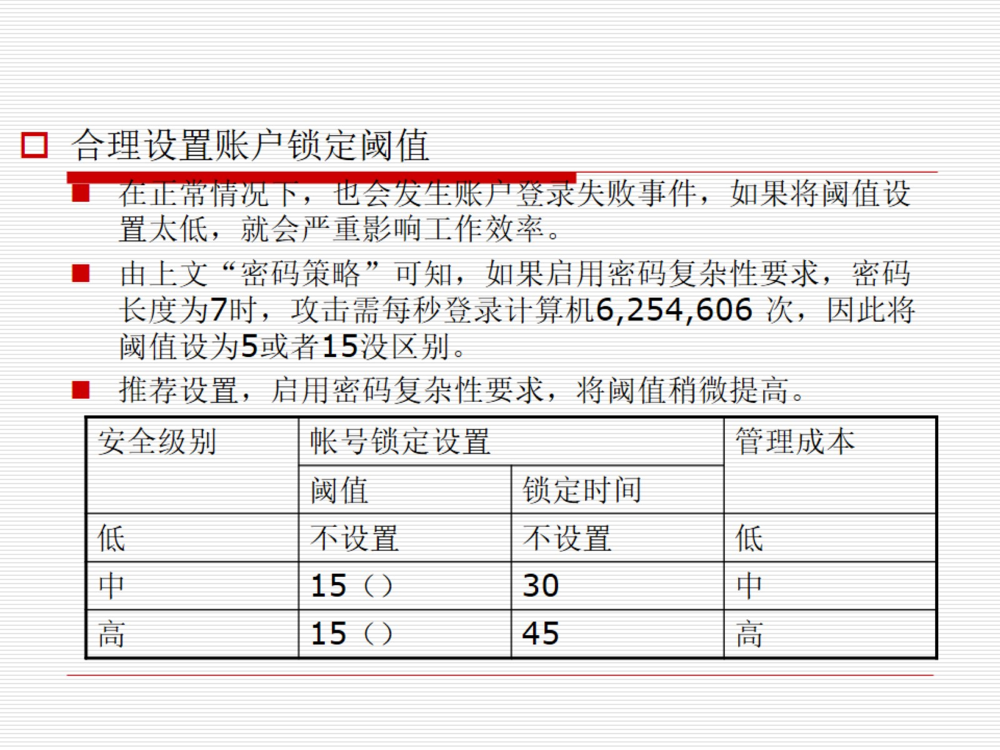 合理设置账户锁定阈值
在正常情况下，也会发生账户登录失败事件，如果将阈值设
置太低，就会严重影响工作效率。
由上文“密码策略”可知，如果启用密码复杂性要求，密码
长度为7时，攻击需每秒登录计算机6,254,606 次，因此将
阈值设为5或者15没区别。
推荐设置，启用密码复杂性要求，将阈值稍微提高。
安全级别 帐号锁定设置 管理成本
阈值 锁定时间
低 不设置 不设置 低
中 15（） 30 中
高 15（） 45 高